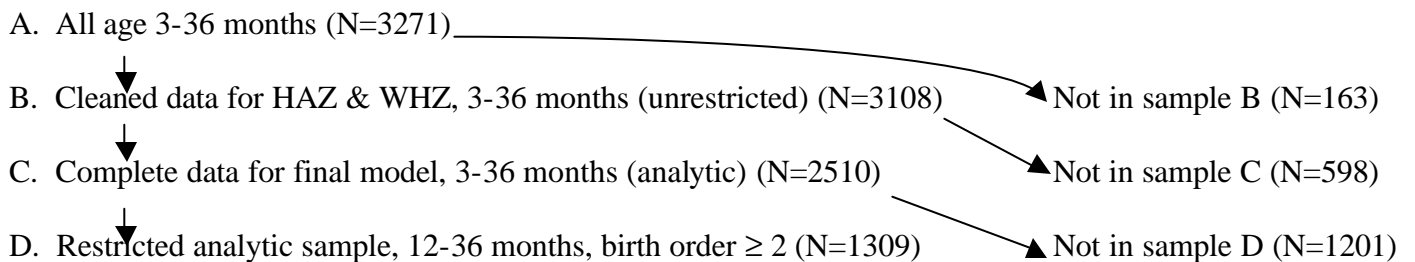 A. All age 3-36 months (N=3271)
B. Cleaned data for HAZ & WHZ, 3-36 months (unrestricted) (N=3108) Not in sample B (N=163)
C. Complete data for final model, 3-36 months (analytic) (N=2510) Not in sample C (N=598)
D. Restricted analytic sample, 12-36 months, birth order ≥ 2 (N=1309) Not in sample D (N=1201)